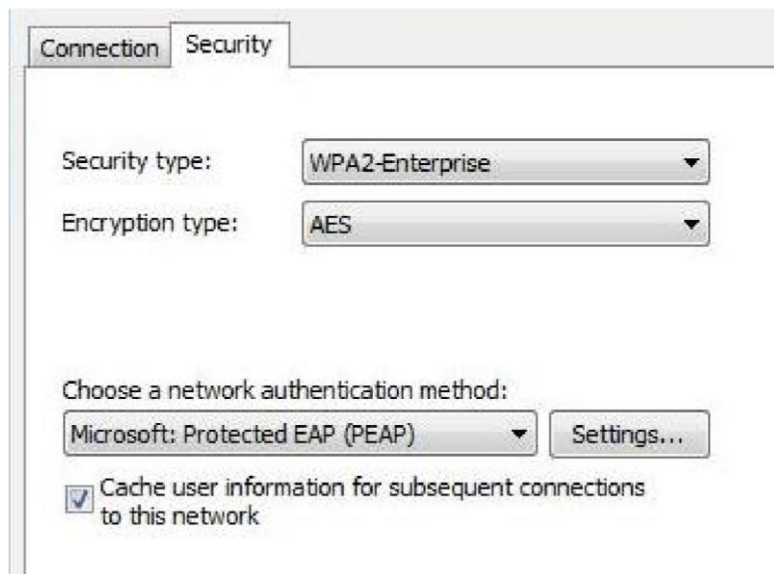 Connection Security
Security type: WPA2-Enterprise
Encryption type: AES
Choose a network authentication method:
Microsoft: Protected EAP (PEAP) Settings...
Cache user information for subsequent connections
to this network